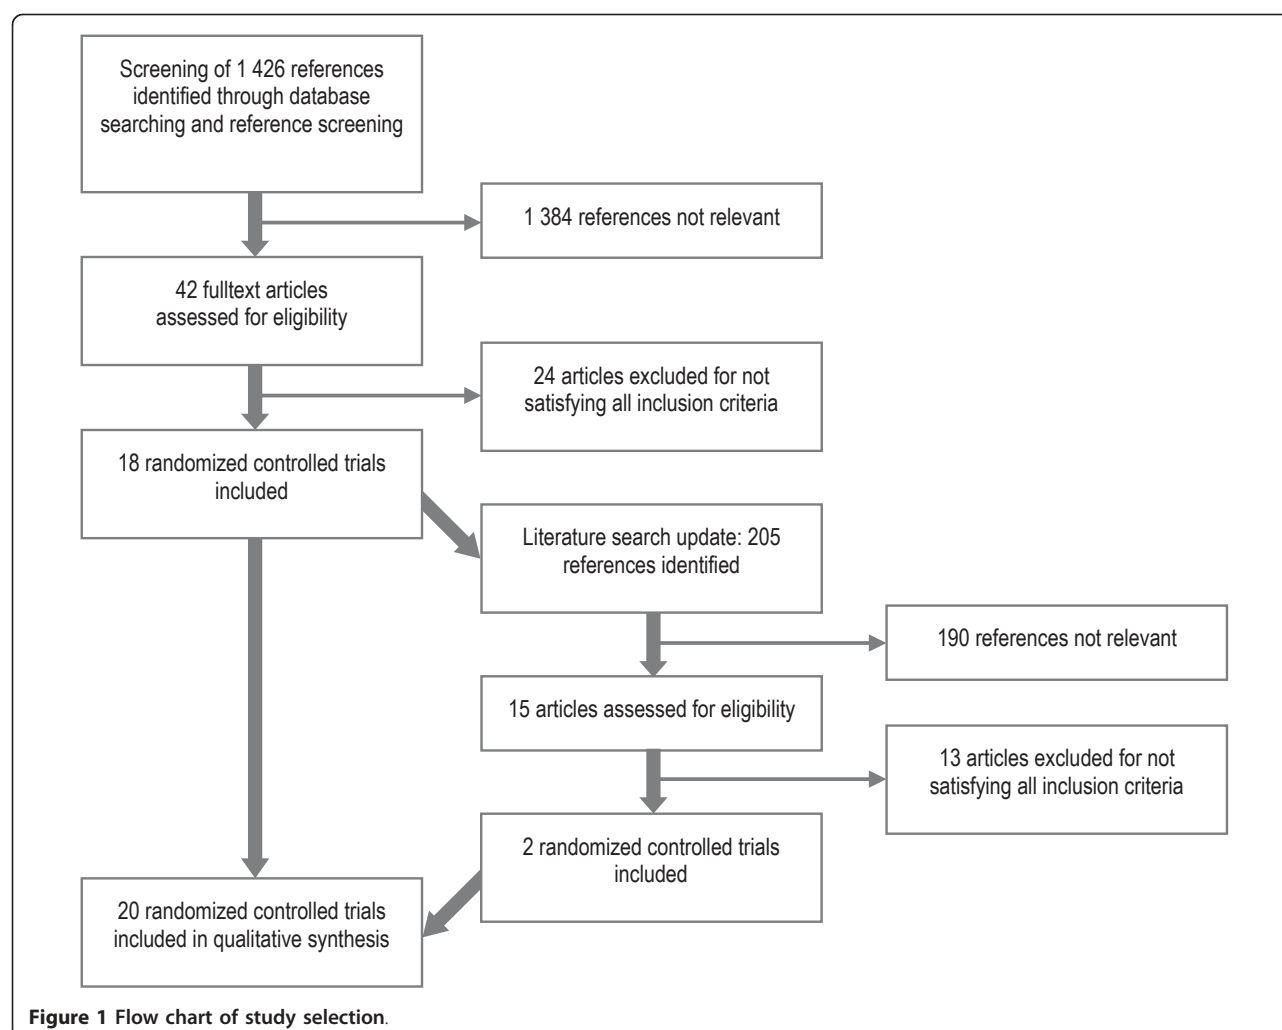 Screening of 1 426 references
identified through database
searching and reference screening
1 384 references not relevant
42 fulltext articles
assessed for eligibility
24 articles excluded for not
satisfying all inclusion criteria
18 randomized controlled trials
included
Literature search update: 205
references identified
190 references not relevant
15 articles assessed for eligibility
13 articles excluded for not
satisfying all inclusion criteria
2 randomized controlled trials
included
20 randomized controlled trials
included in qualitative synthesis
Figure 1 Flow chart of study selection.